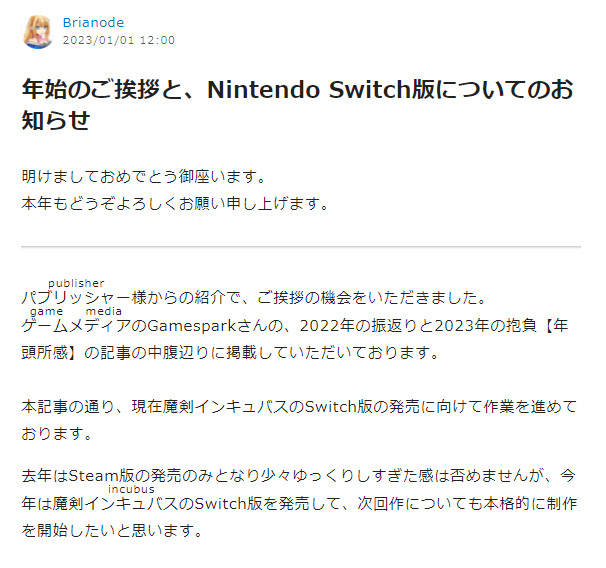 Brianode
2023/01/01 12:00
年始のご挨拶と、Nintendo Switch版についてのお
知らせ
明けましておめでとう御座います。
本年もどうぞよろしくお願い申し上げます。
publisher
パブリッシャー様からの紹介で、ご挨拶の機会をいただきました。
game media
ゲームメディアのGamesparkさんの、2022年の振返りと2023年の抱負【年
頭所感】の記事の中腹辺りに掲載していただいております。
本記事の通り、現在魔剣インキュバスのSwitch版の発売に向けて作業を進めて
おります。
去年はSteam版の発売のみとなり少々ゆっくりしすぎた感は否めませんが、今
incubus
年は魔剣インキュバスのSwitch版を発売して、次回作についても本格的に制作
を開始したいと思います。